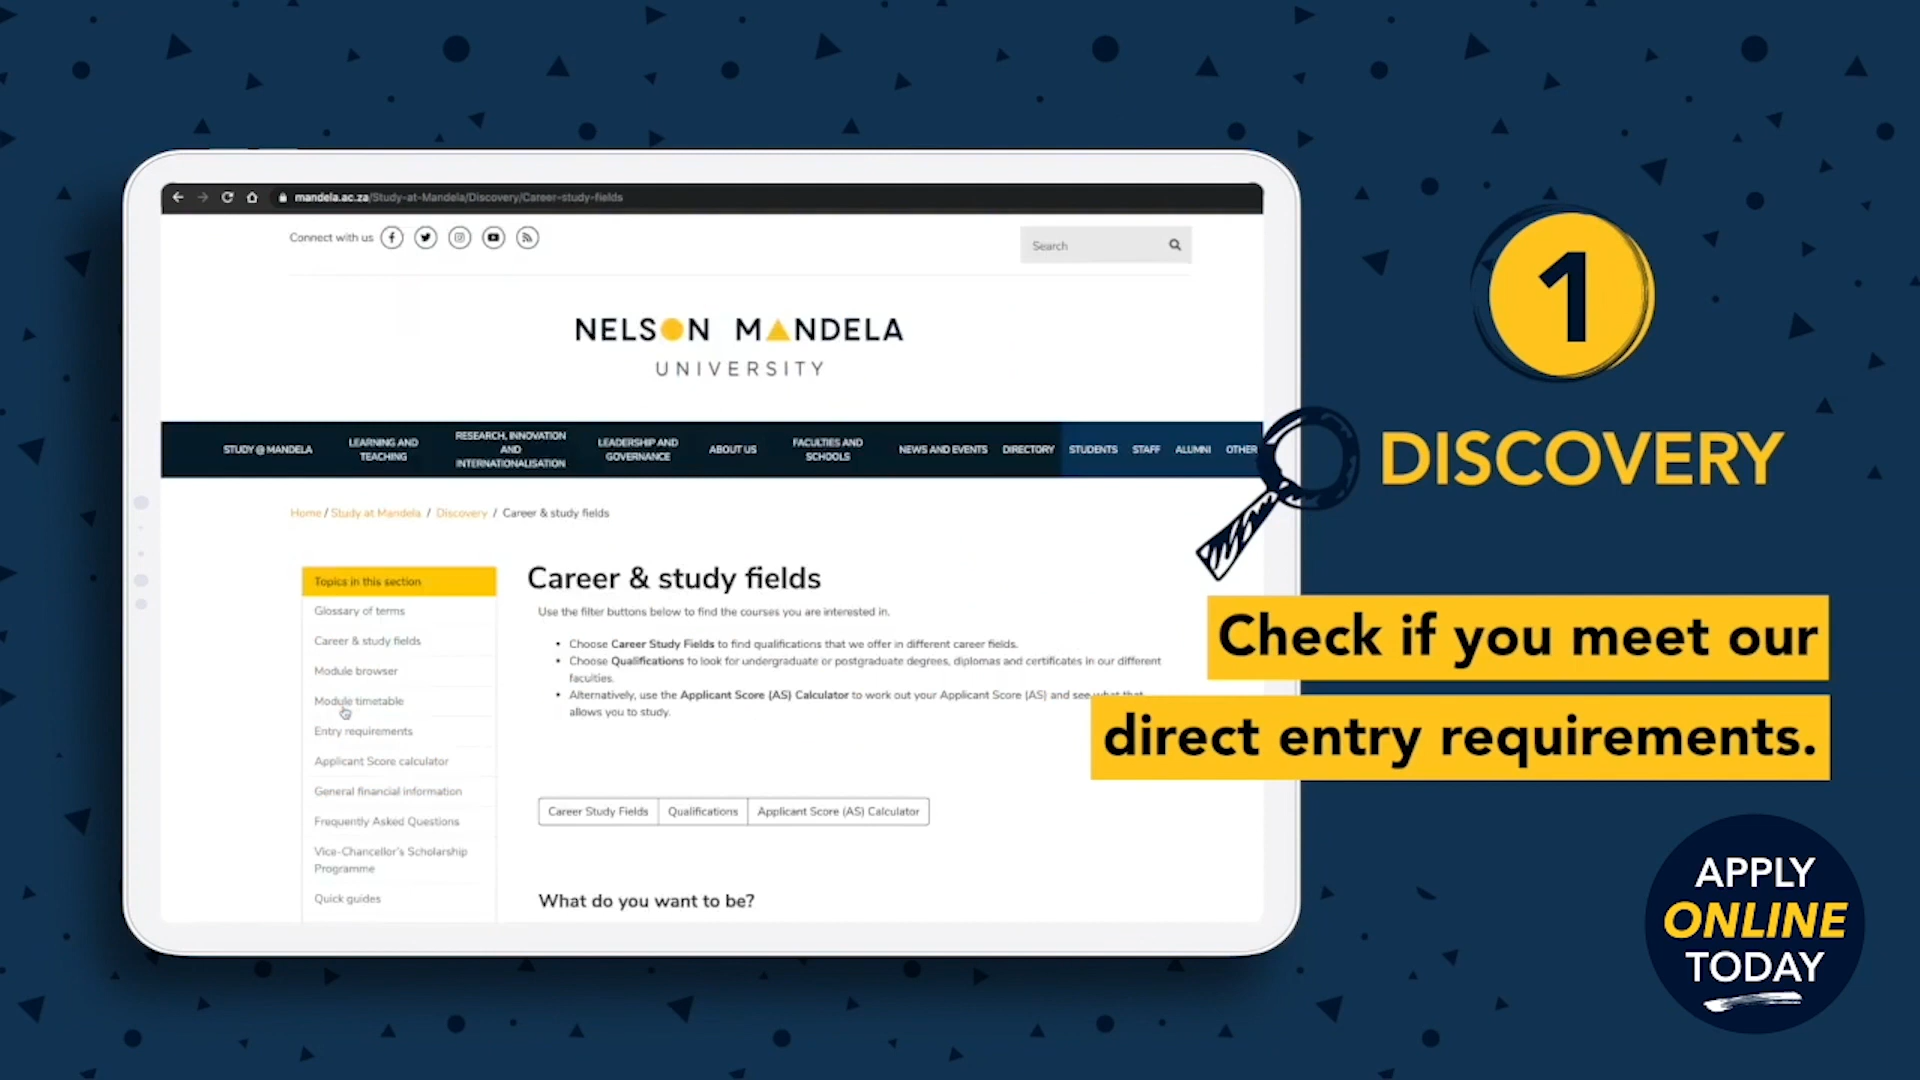 mandela.ac.za/Study-at-Mandela/Discovery/Career-study-fields
Connect with us
Search
NELSON MANDELA
UNIVERSITY
STUDY @ MANDELA
LEARNING AND
TEACHING
RESEARCH, INNOVATION
AND
INTERNATIONALISATION
LEADERSHIP AND
GOVERNANCE
ABOUT US
FACULTIES AND
SCHOOLS
NEWS AND EVENTS
DIRECTORY
STUDENTS
STAFF
ALUMNI
OTHER
Home / Study at Mandela / Discovery / Career & study fields
Topics in this section
Glossary of terms
Career & study fields
Module browser
Module timetable
Entry requirements
Applicant Score calculator
General financial information
Frequently Asked Questions
Vice-Chancellor's Scholarship
Programme
Quick guides
Career & study fields
Use the filter buttons below to find the courses you are interested in.
• Choose Career Study Fields to find qualifications that we offer in different career fields.
• Choose Qualifications to look for undergraduate or postgraduate degrees, diplomas and certificates in our different
faculties.
• Alternatively, use the Applicant Score (AS) Calculator to work out your Applicant Score (AS) and see what that
allows you to study.
Career Study Fields
Qualifications
Applicant Score (AS) Calculator
What do you want to be?
1
DISCOVERY
Check if you meet our
direct entry requirements.
APPLY
ONLINE
TODAY